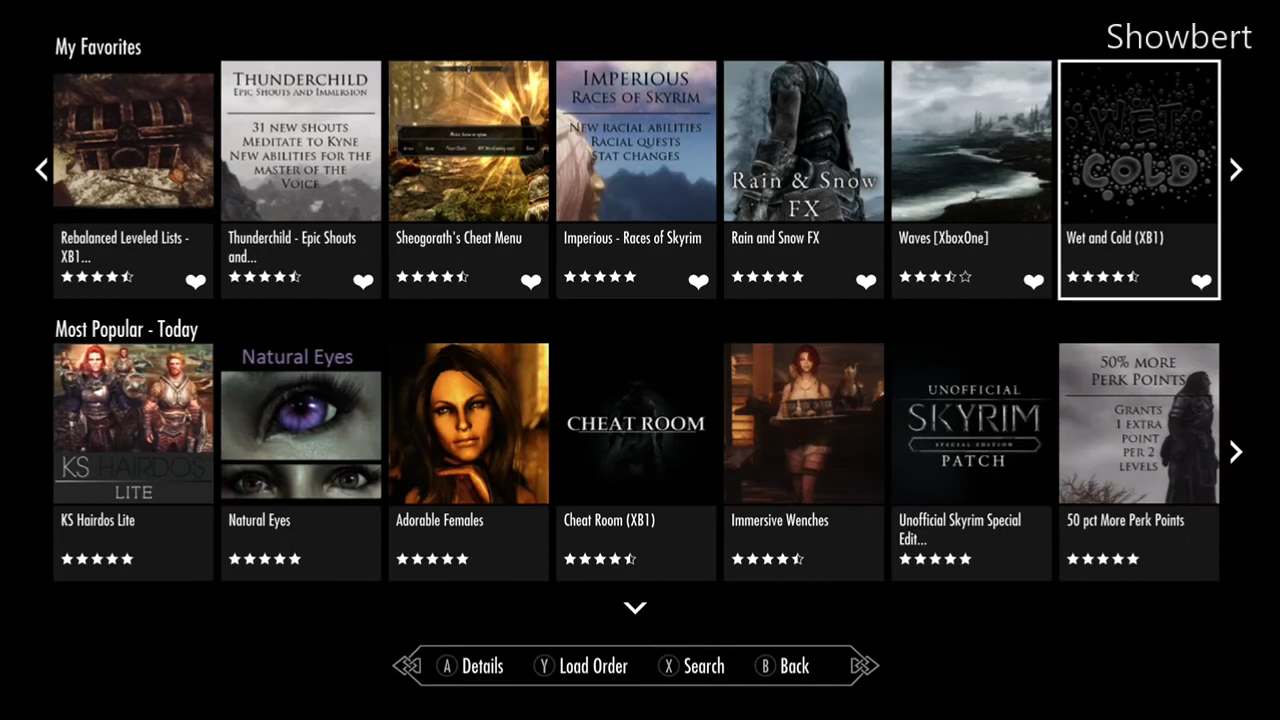 Showbert
My Favorites
THUNDERCHILD
EPIC SHOUTS AND IMMERSION
31 NEW SHOUTS
MEDITATE TO KYNE
NEW ABILITIES FOR THE
MASTER OF THE
VOICE
IMPERIOUS
RACES OF SKYRIM
NEW RACIAL ABILITIES
RACIAL QUESTS
STAT CHANGES
Rain & Snow
FX
WET
COLD
Rebalanced Leveled Lists -
XB1...
Thunderchild - Epic Shouts
and...
Sheogorath's Cheat Menu
Imperious - Races of Skyrim
Rain and Snow FX
Waves [XboxOne]
Wet and Cold (XB1)
Most Popular - Today
KS HAIRDOS
LITE
Natural Eyes
CHEAT ROOM
UNOFFICIAL
SKYRIM
SPECIAL EDITION
PATCH
50% MORE
PERK POINTS
GRANTS
1 EXTRA
POINT
PER 2
LEVELS
KS Hairdos Lite
Natural Eyes
Adorable Females
Cheat Room (XB1)
Immersive Wenches
Unofficial Skyrim Special
Edit...
50 pct More Perk Points
A Details Y Load Order X Search B Back